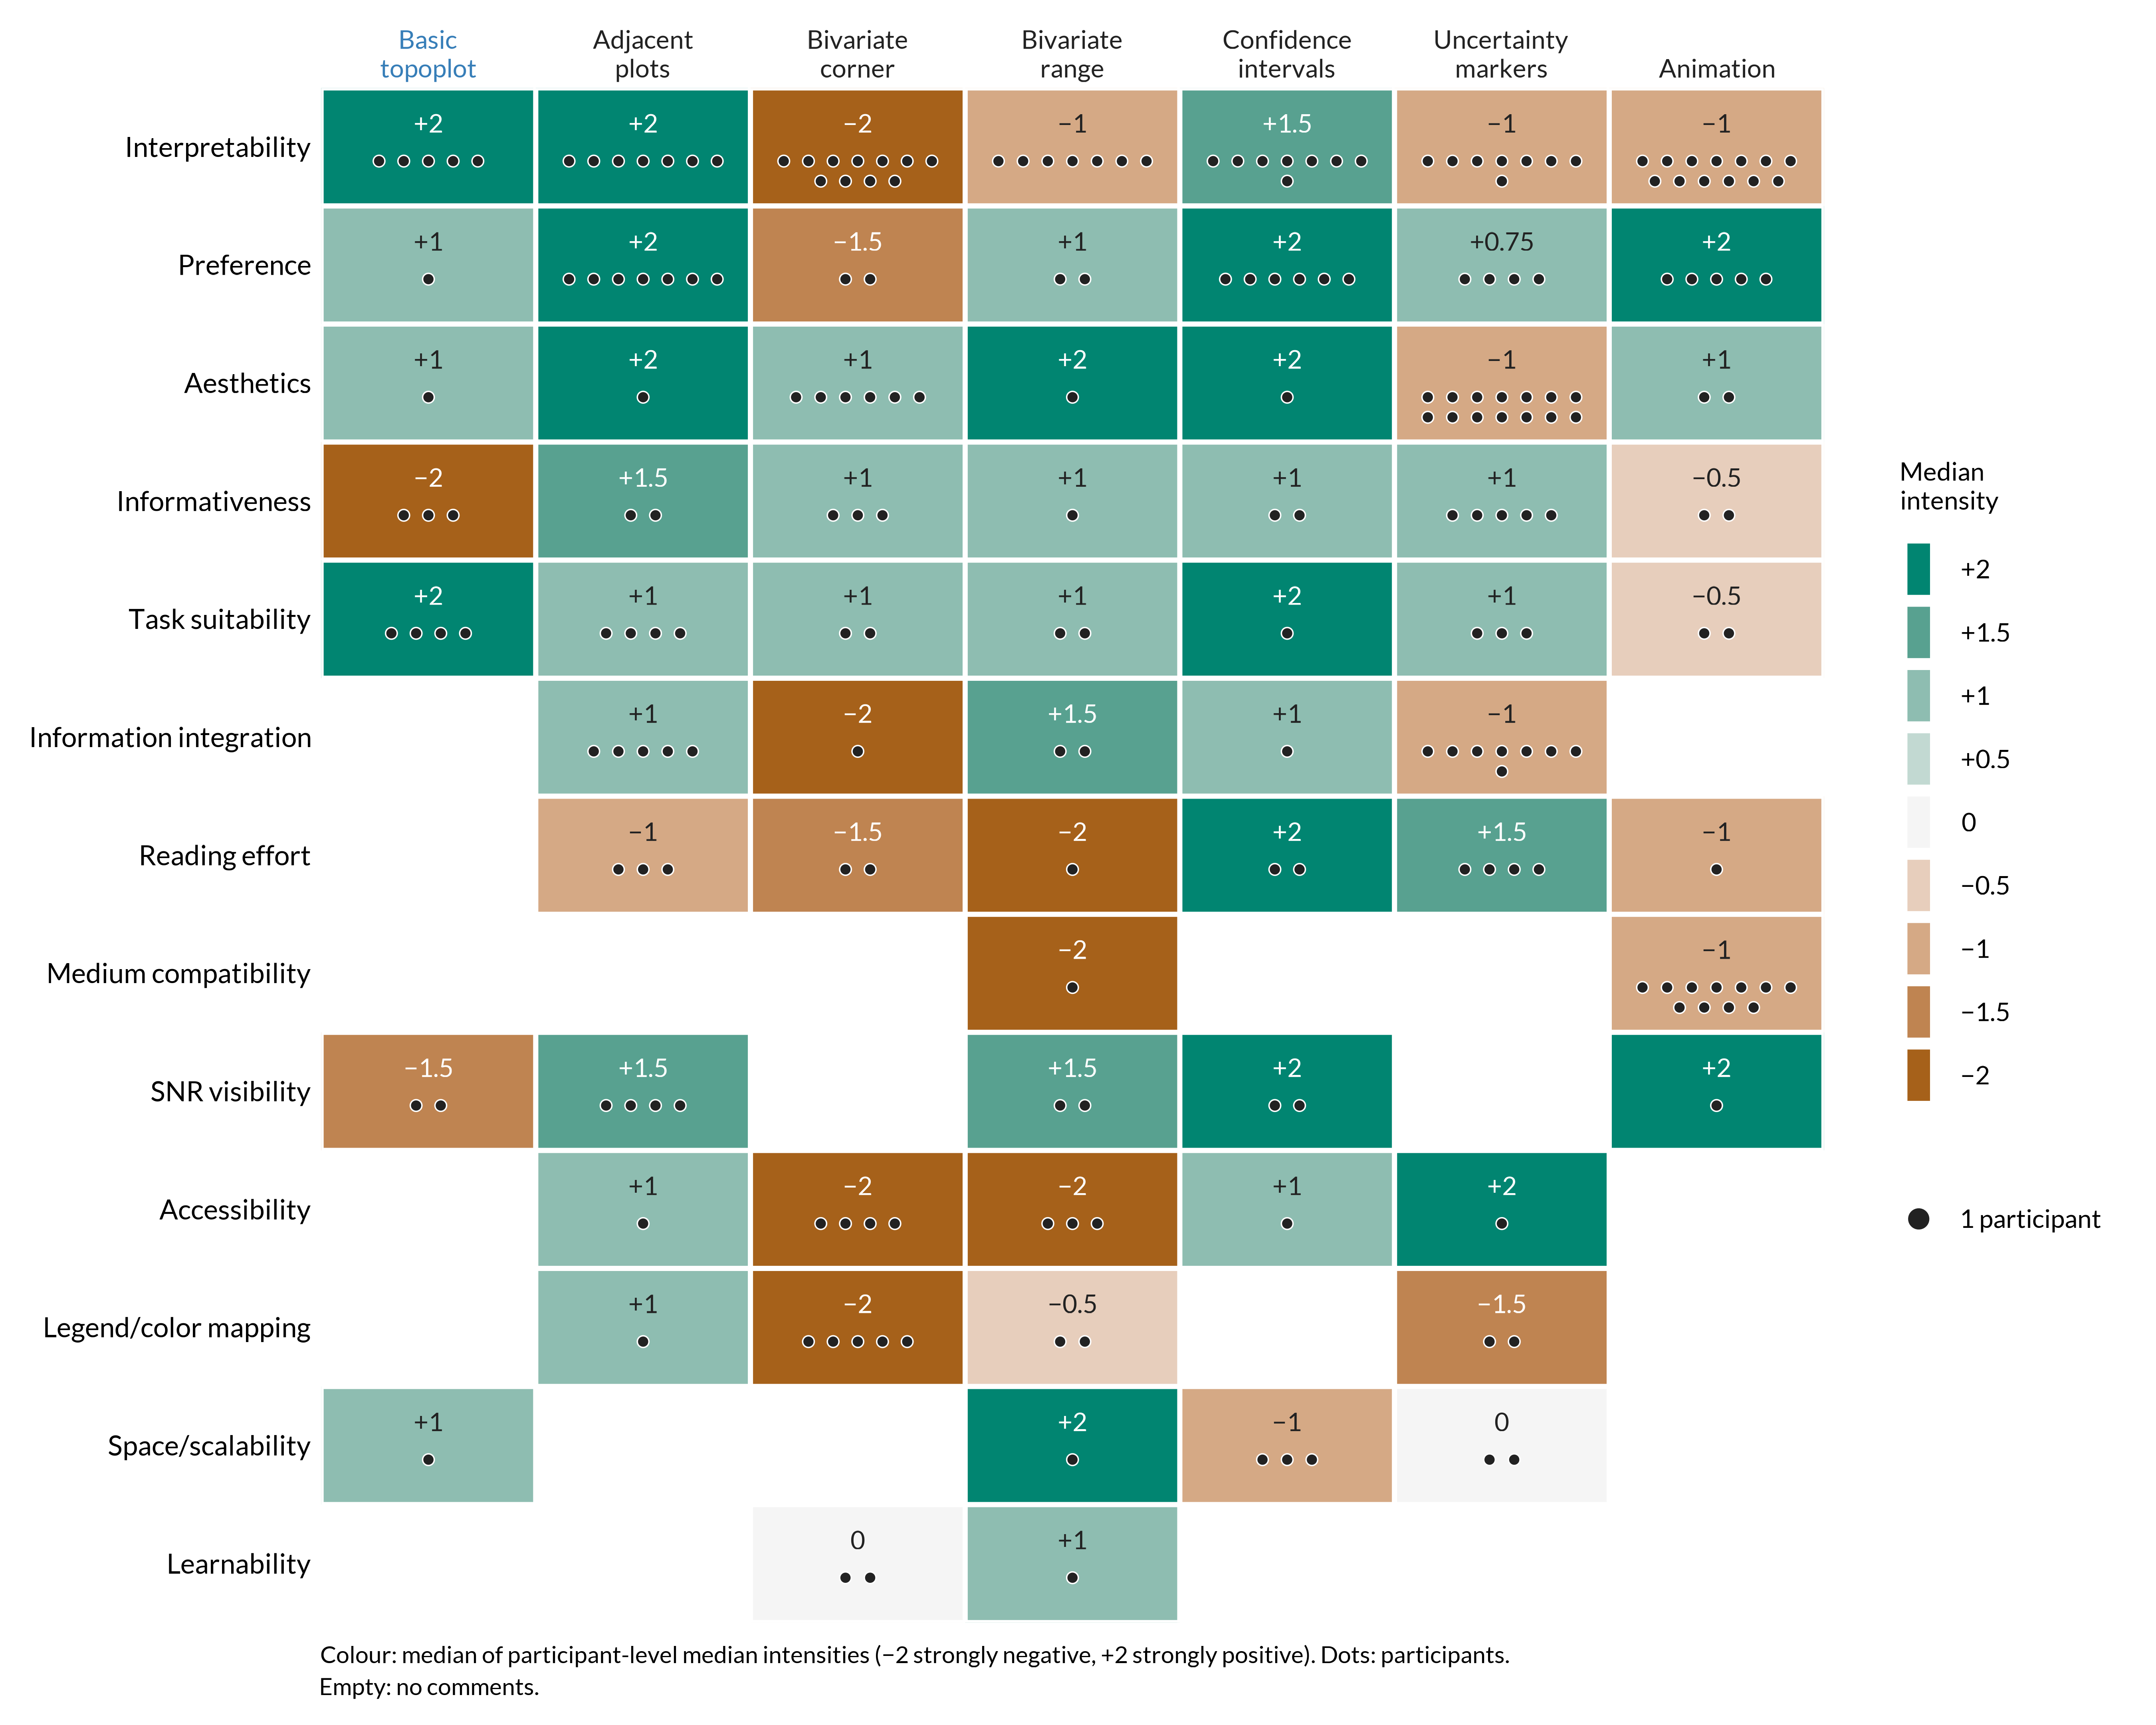 Basic
topoplot
Adjacent
plots
Bivariate
corner
Bivariate
range
Confidence
intervals
Uncertainty
markers
Animation
Interpretability
+2
+2
−2
−1
+1.5
−1
−1
Preference
+1
+2
−1.5
+1
+2
+0.75
+2
Aesthetics
+1
+2
+1
+2
+2
−1
+1
Informativeness
−2
+1.5
+1
+1
+1
+1
−0.5
Task suitability
+2
+1
+1
+1
+2
+1
−0.5
Information integration
+1
−2
+1.5
+1
−1
Reading effort
−1
−1.5
−2
+2
+1.5
−1
Medium compatibility
−2
−1
SNR visibility
−1.5
+1.5
+1.5
+2
+2
Accessibility
+1
−2
−2
+1
+2
Legend/color mapping
+1
−2
−0.5
−1.5
Space/scalability
+1
+2
−1
0
Learnability
0
+1
Median
intensity
+2
+1.5
+1
+0.5
0
−0.5
−1
−1.5
−2
1 participant
Colour: median of participant-level median intensities (−2 strongly negative, +2 strongly positive). Dots: participants.
Empty: no comments.